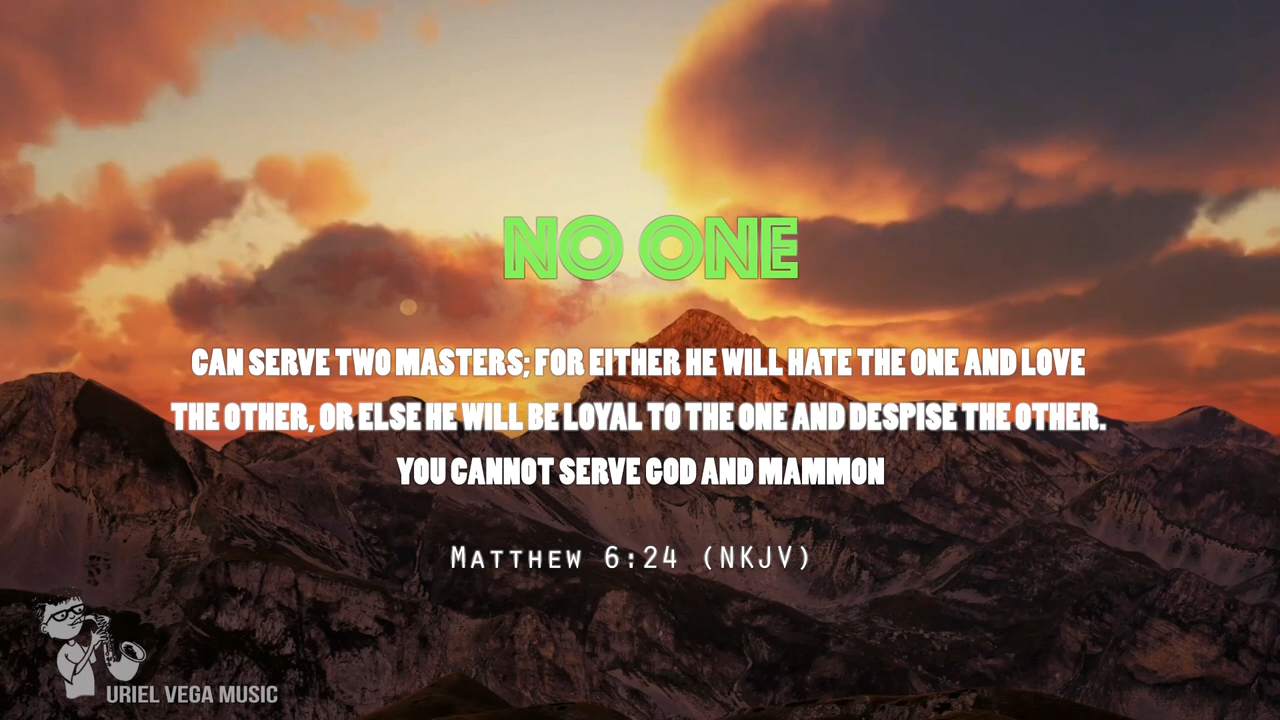 NO ONE
CAN SERVE TWO MASTERS; FOR EITHER HE WILL HATE THE ONE AND LOVE
THE OTHER, OR ELSE HE WILL BE LOYAL TO THE ONE AND DESPISE THE OTHER.
YOU CANNOT SERVE GOD AND MAMMON
Matthew 6:24 (NKJV)
URIEL VEGA MUSIC